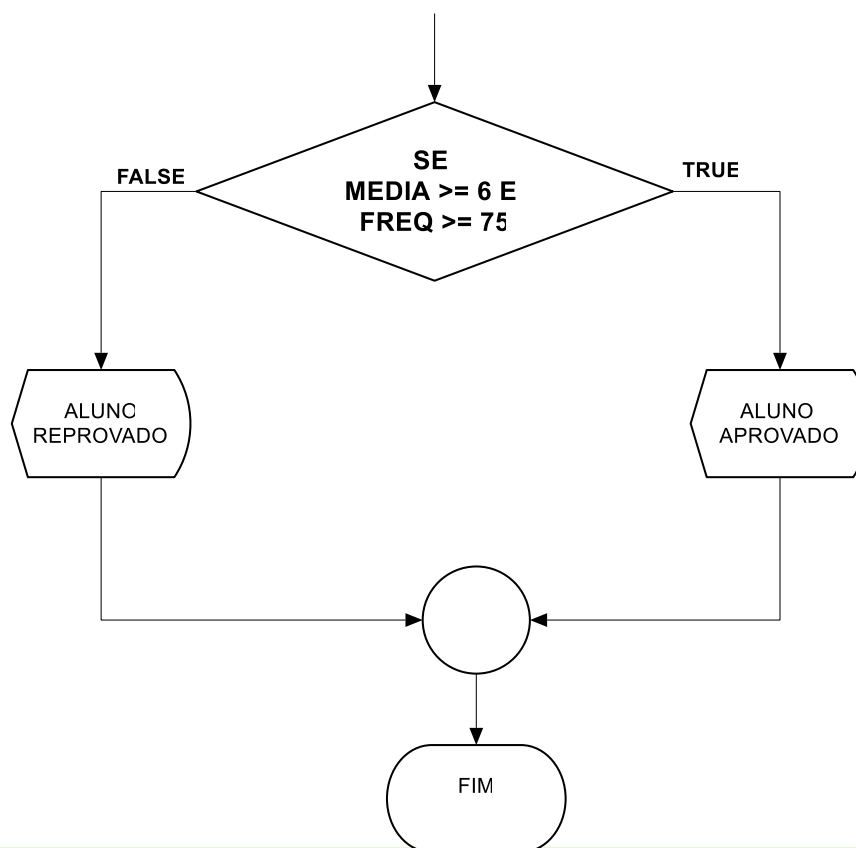 SE
MEDIA >= 6 E
FREQ >= 75
FALSE
TRUE
ALUNO
REPROVADO
ALUNO
APROVADO
FIM